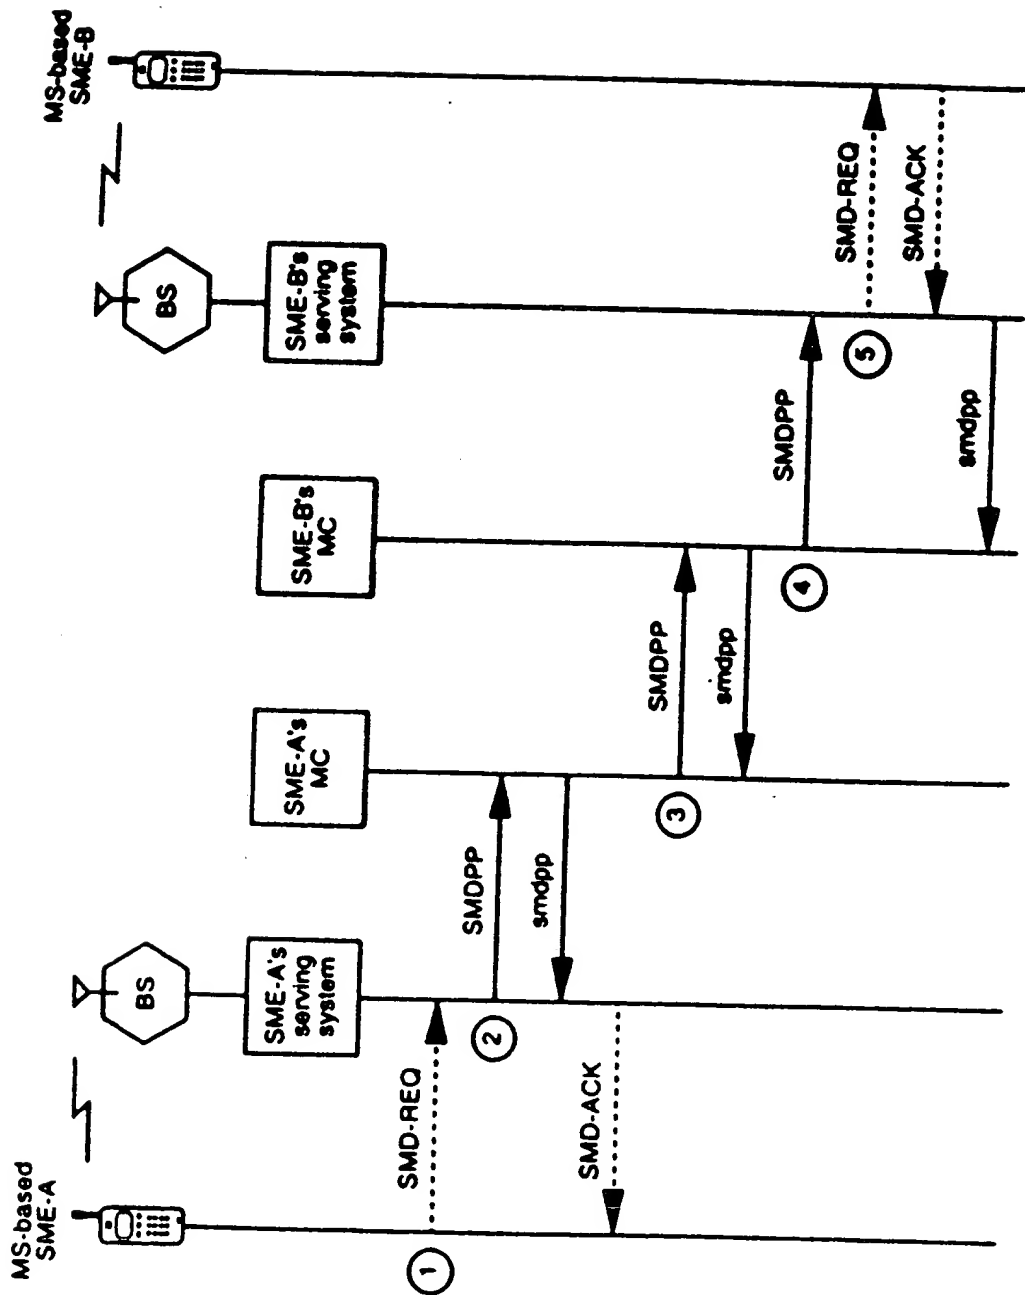 MS-based
SME-A
BS
SME-A's
serving
system
SME-A's
MC
SME-B's
MC
BS
SME-B's
serving
system
MS-based
SME-B
1
SMD-REQ
2
SMDPP
smdpp
SMD-ACK
3
SMDPP
smdpp
4
SMDPP
5
SMD-REQ
SMD-ACK
smdpp